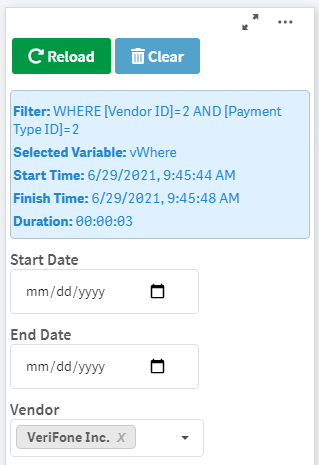 Reload Clear
Filter: WHERE [Vendor ID]=2 AND [Payment
Type ID]=2
Selected Variable: vWhere
Start Time: 6/29/2021, 9:45:44 AM
Finish Time: 6/29/2021, 9:45:48 AM
Duration: 00:00:03
Start Date
mm/dd/yyyy
End Date
mm/dd/yyyy
Vendor
VeriFone Inc. X